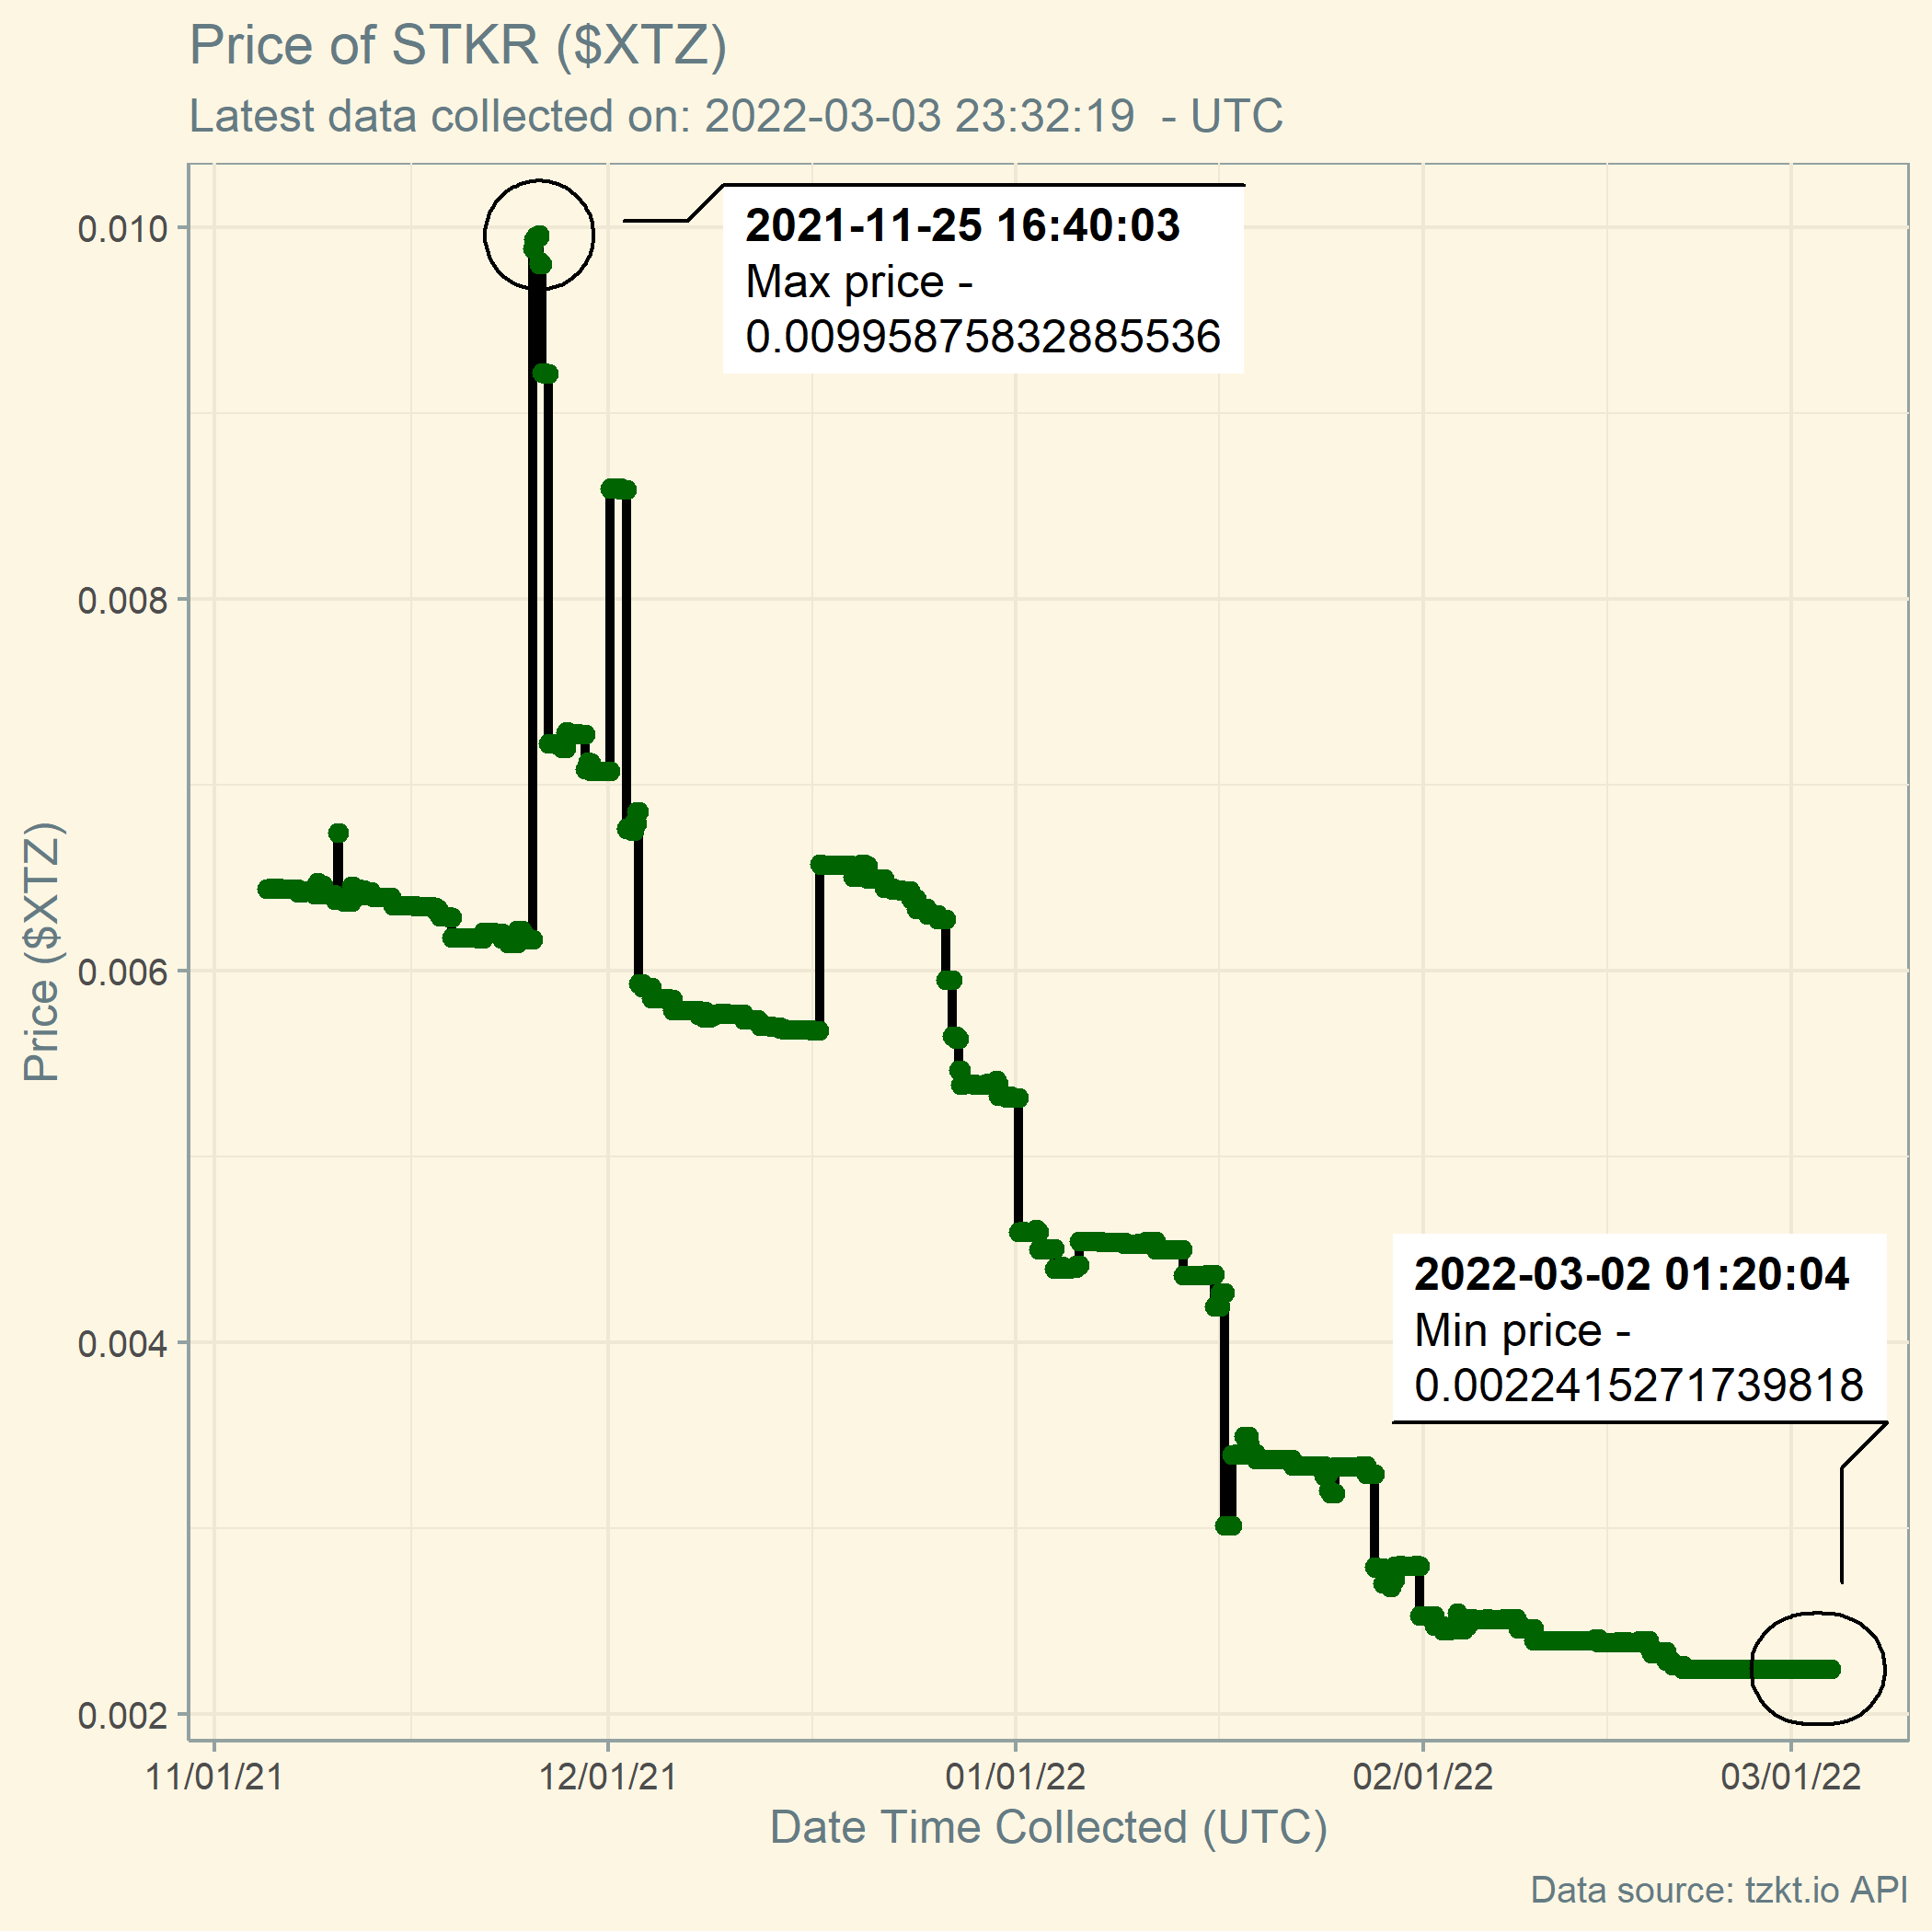 Price of STKR ($XTZ)
Latest data collected on: 2022-03-03 23:32:19  - UTC
2021-11-25 16:40:03
Max price -
0.00995875832885536
2022-03-02 01:20:04
Min price -
0.0022415271739818
Price ($XTZ)
0.010
0.008
0.006
0.004
0.002
11/01/21
12/01/21
01/01/22
02/01/22
03/01/22
Date Time Collected (UTC)
Data source: tzkt.io API